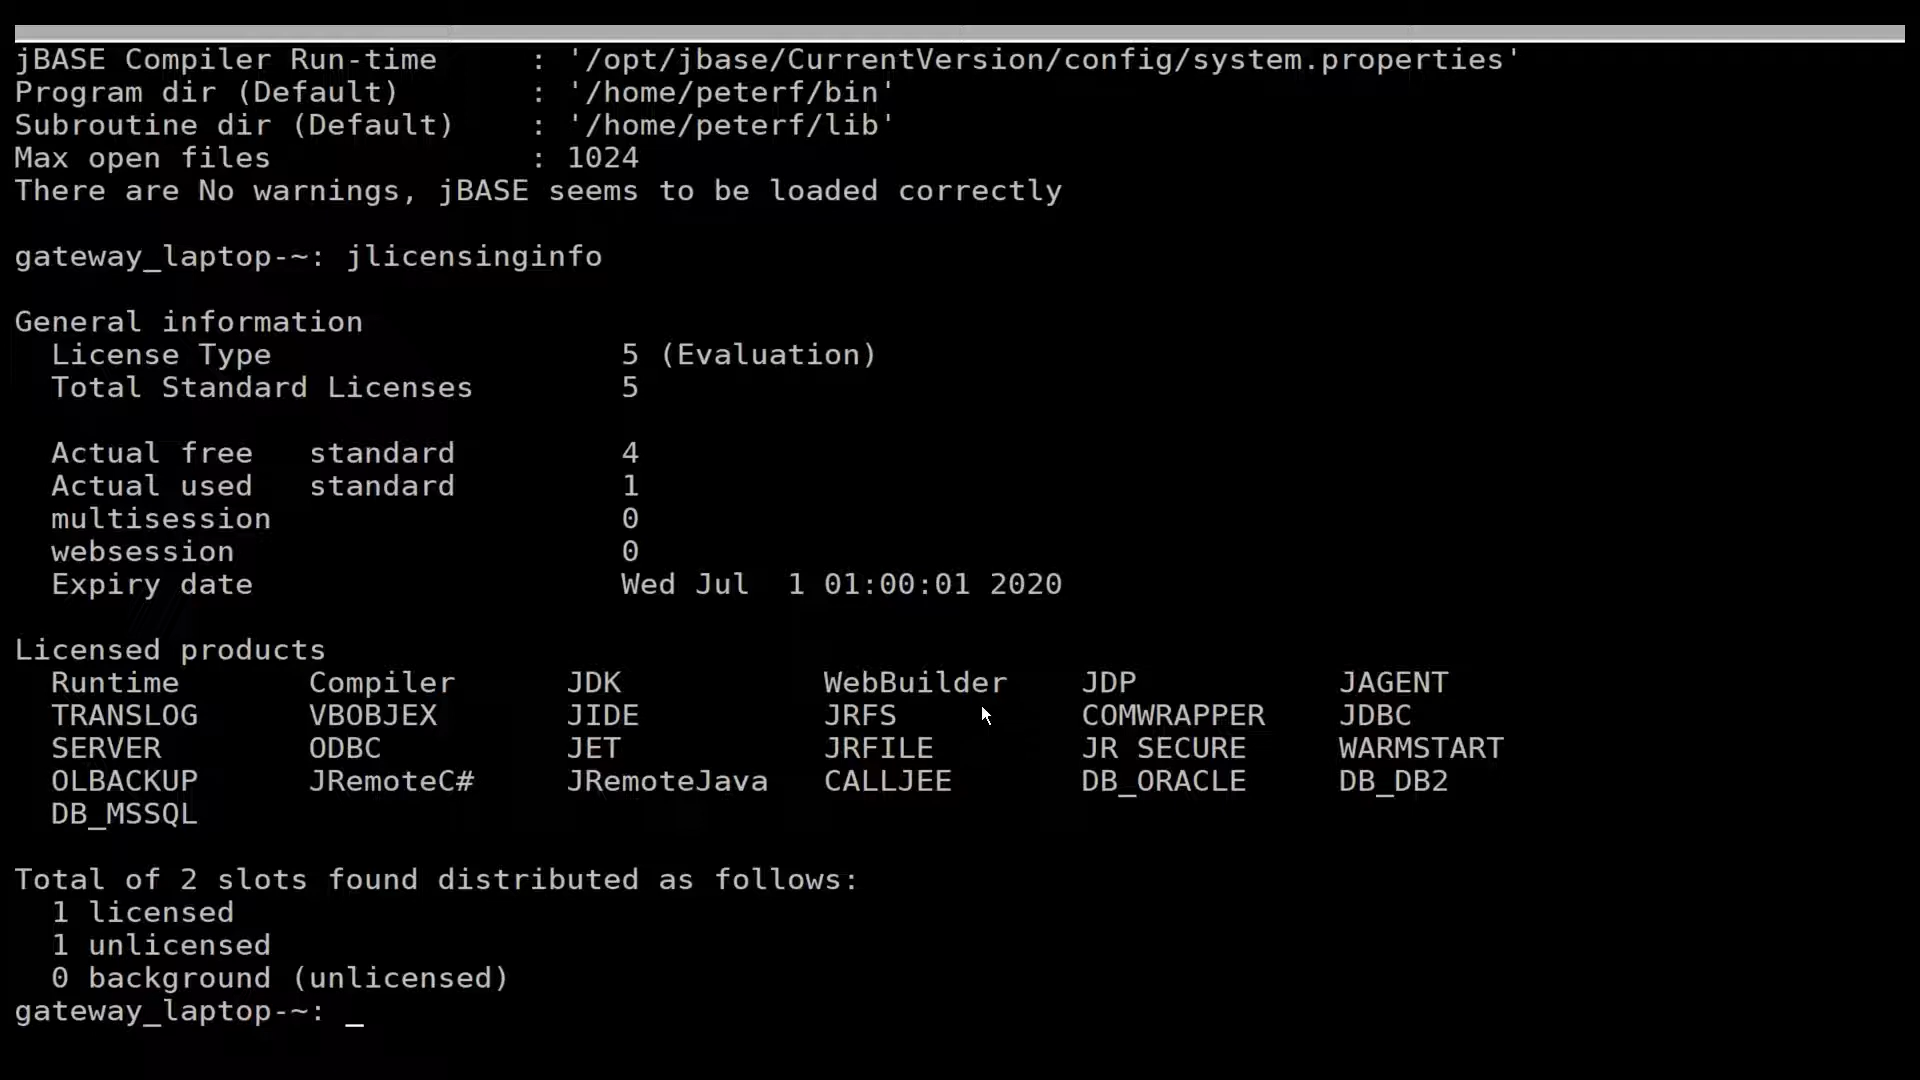 jBASE Compiler Run-time     : '/opt/jbase/CurrentVersion/config/system.properties'
Program dir (Default)       : '/home/peterf/bin'
Subroutine dir (Default)    : '/home/peterf/lib'
Max open files              : 1024
There are No warnings, jBASE seems to be loaded correctly
gateway_laptop-~: jlicensinginfo
General information
  License Type                   5 (Evaluation)
  Total Standard Licenses        5
  Actual free   standard         4
  Actual used   standard         1
  multisession                   0
  websession                     0
  Expiry date                    Wed Jul  1 01:00:01 2020
Licensed products
  Runtime       Compiler      JDK           WebBuilder    JDP           JAGENT
  TRANSLOG      VBOBJEX       JIDE          JRFS          COMWRAPPER    JDBC
  SERVER        ODBC          JET           JRFILE        JR SECURE     WARMSTART
  OLBACKUP      JRemoteC#     JRemoteJava   CALLJEE       DB_ORACLE     DB_DB2
  DB_MSSQL
Total of 2 slots found distributed as follows:
  1 licensed
  1 unlicensed
  0 background (unlicensed)
gateway_laptop-~: _